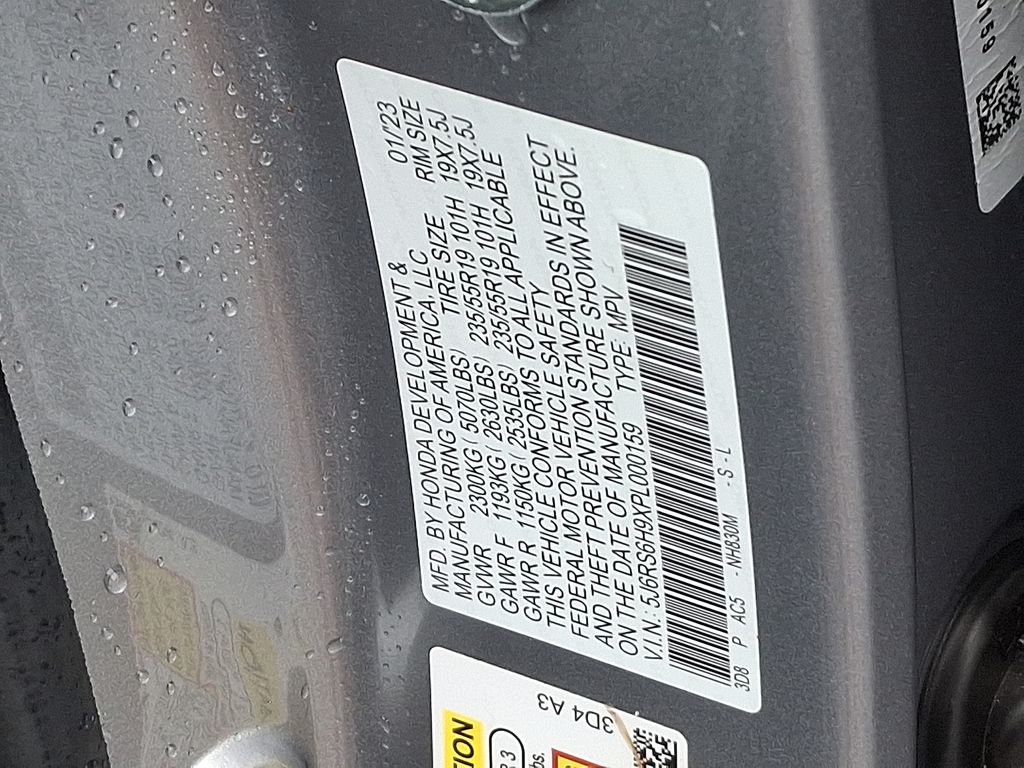 MFD. BY HONDA DEVELOPMENT &
MANUFACTURING OF AMERICA, LLC 01/'23
GVWR 2300KG ( 5070LBS) TIRE SIZE RIM SIZE
GAWR F 1193KG ( 2630LBS) 235/55R19 101H 19X7.5J
GAWR R 1150KG ( 2535LBS) 235/55R19 101H 19X7.5J
THIS VEHICLE CONFORMS TO ALL APPLICABLE
FEDERAL MOTOR VEHICLE SAFETY
AND THEFT PREVENTION STANDARDS IN EFFECT
ON THE DATE OF MANUFACTURE SHOWN ABOVE.
V.I.N.: 5J6RS6H9XPL000159 TYPE: MPV
3D8 P AC5 - NH830M - S - L
3D4 A3
0159